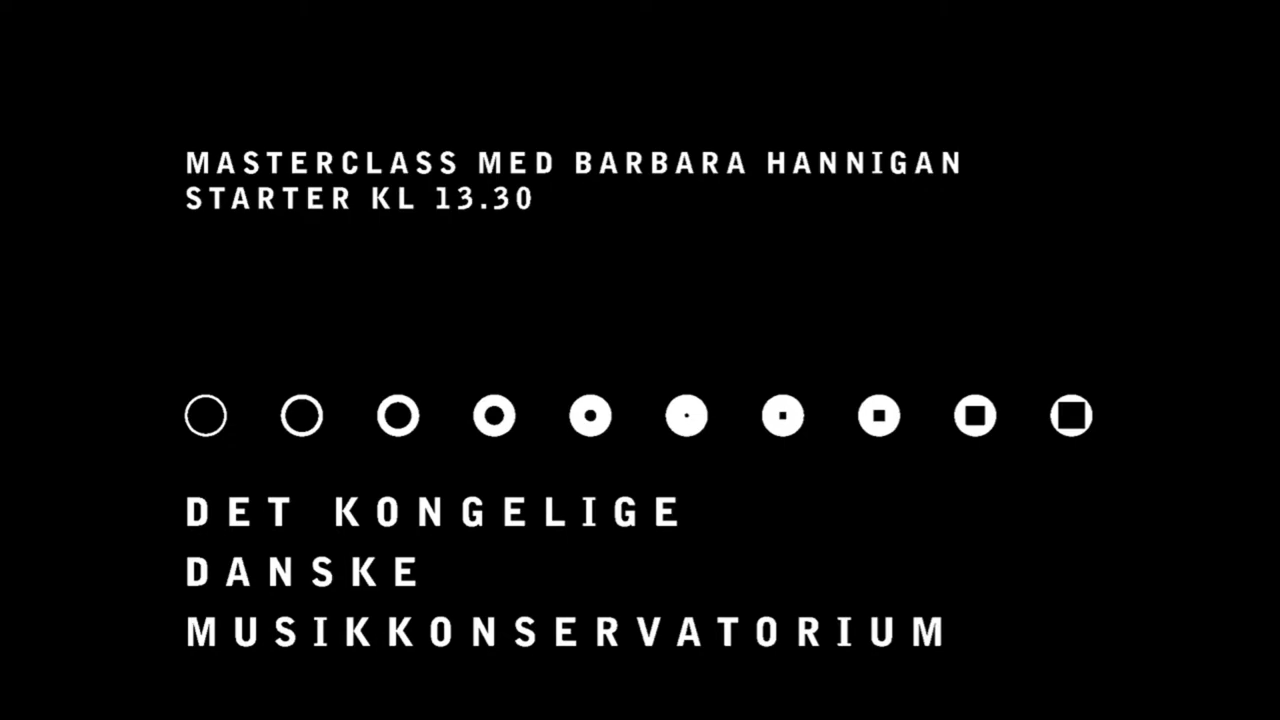 MASTERCLASS MED BARBARA HANNIGAN
STARTER KL 13.30
DET KONGELIGE
DANSKE
MUSIKKONSERVATORIUM